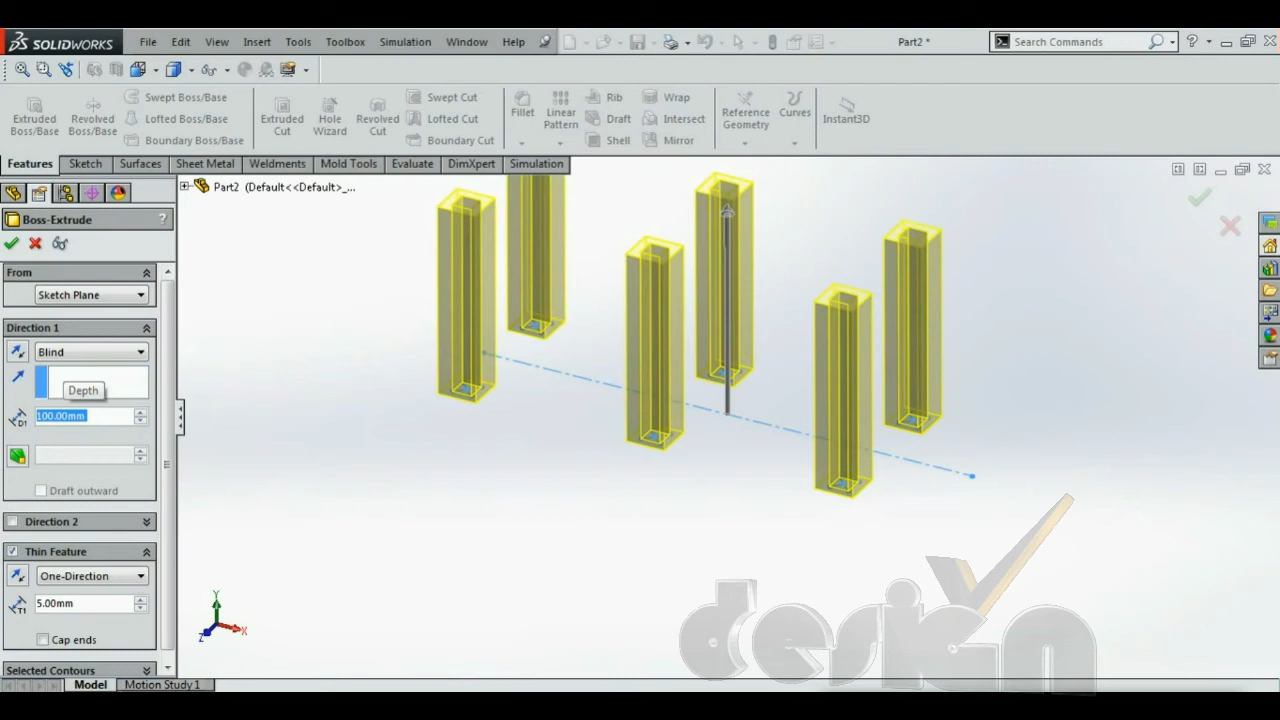 SOLIDWORKS File Edit View Insert Tools Toolbox Simulation Window Help Part2 * Search Commands ?
Extruded Boss/Base
Revolved Boss/Base
Swept Boss/Base
Lofted Boss/Base
Boundary Boss/Base
Extruded Cut
Hole Wizard
Revolved Cut
Swept Cut
Lofted Cut
Boundary Cut
Fillet
Linear Pattern
Rib
Draft
Shell
Wrap
Intersect
Mirror
Reference Geometry
Curves
Instant3D
Features Sketch Surfaces Sheet Metal Weldments Mold Tools Evaluate DimXpert Simulation
Part2 (Default<<Default>_...
Boss-Extrude ?
From
Sketch Plane
Direction 1
Blind
Depth
D1 100.00mm
Draft outward
Direction 2
Thin Feature
One-Direction
T1 5.00mm
Cap ends
Selected Contours
Y
Z
X
Model Motion Study 1
design